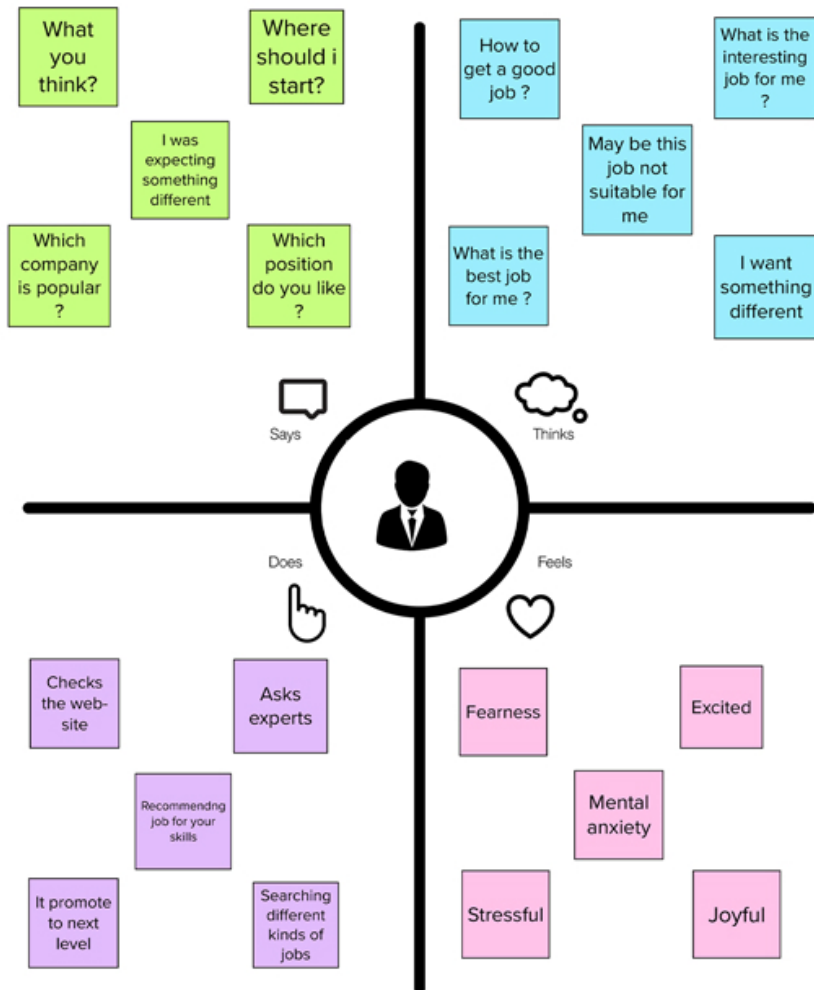 What
you
think?
Where
should i
start?
I was
expecting
something
different
Which
company
is popular
?
Which
position
do you like
?
Says
How to
get a good
job ?
What is the
interesting
job for me
?
May be this
job not
suitable for
me
What is the
best job
for me ?
I want
something
different
Thinks
Does
Checks
the web-
site
Asks
experts
Recommendng
job for your
skills
It promote
to next
level
Searching
different
kinds of
jobs
Feels
Fearness
Excited
Mental
anxiety
Stressful
Joyful